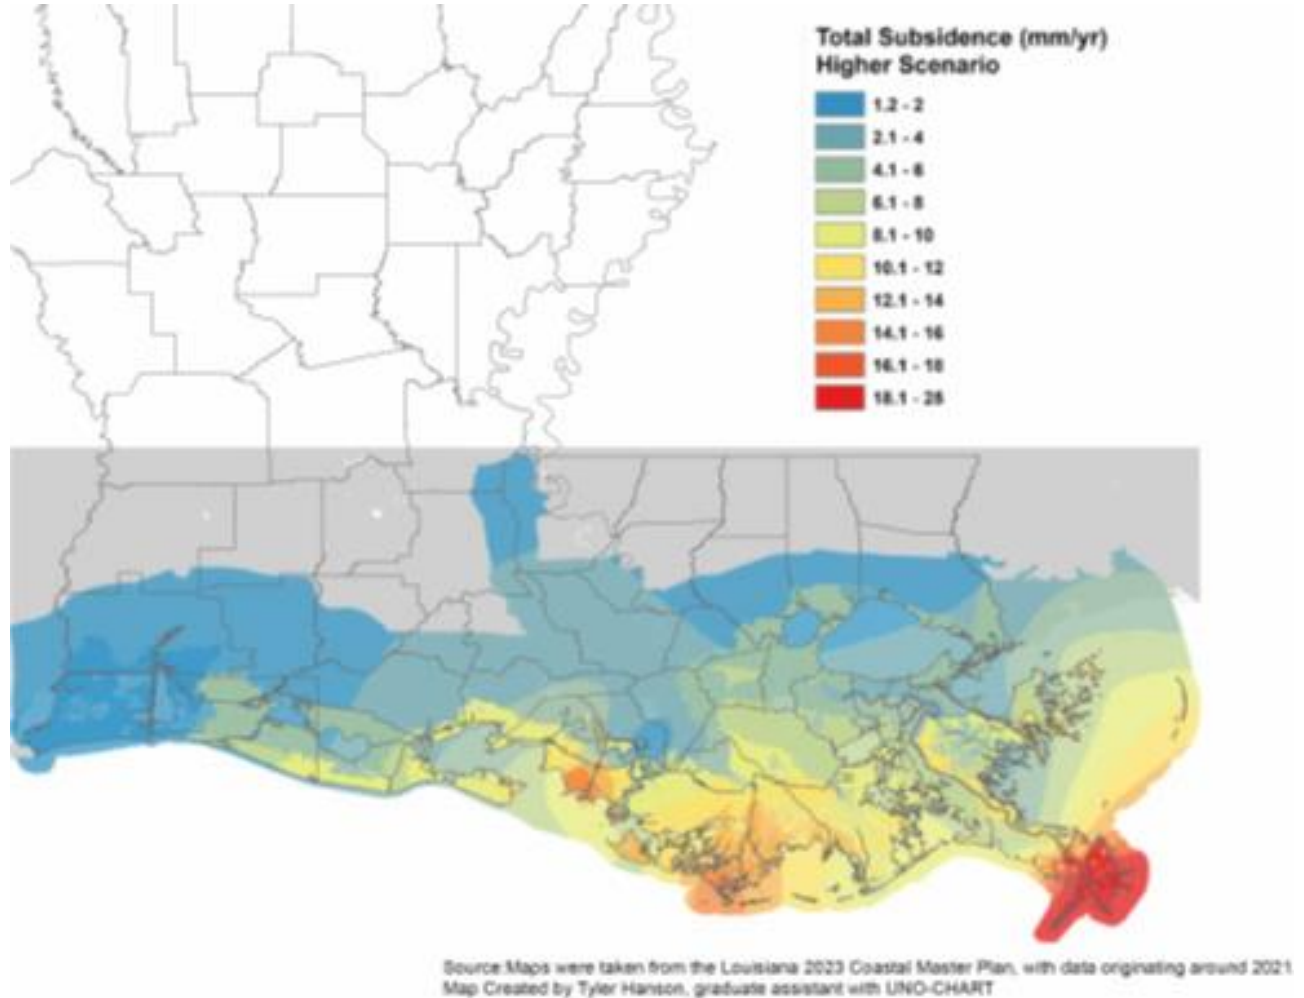 Total Subsidence (mm/yr)
Higher Scenario
1.2 - 2
2.1 - 4
4.1 - 6
6.1 - 8
8.1 - 10
10.1 - 12
12.1 - 14
14.1 - 16
16.1 - 18
18.1 - 25
Source:Maps were taken from the Louisiana 2023 Coastal Master Plan, with data originating around 2021
Map Created by Tyler Hanson, graduate assistant with UNO-CHART